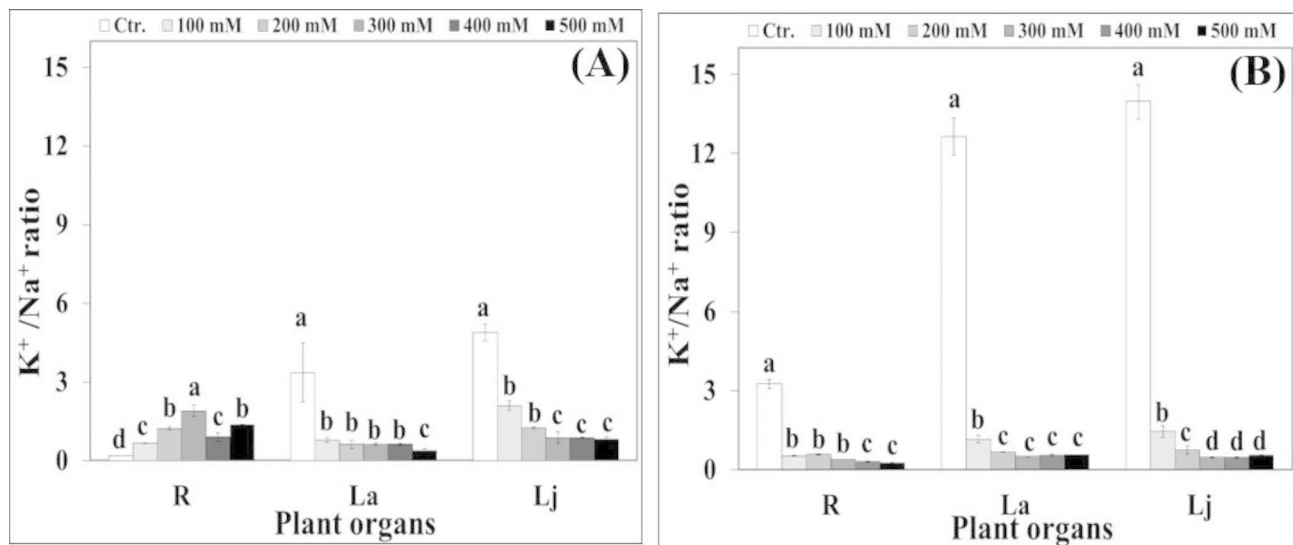 Ctr. 100 mM 200 mM 300 mM 400 mM 500 mM
(A)
15
12
9
6
3
0
K⁺ /Na⁺ ratio
d c b a c b
a b b b b c
a b b c c c
R La Lj
Plant organs
Ctr. 100 mM 200 mM 300 mM 400 mM 500 mM
(B)
15
12
9
6
3
0
K⁺/Na⁺ ratio
a b b b c c
a b c c c c
a b c d d d
R La Lj
Plant organs